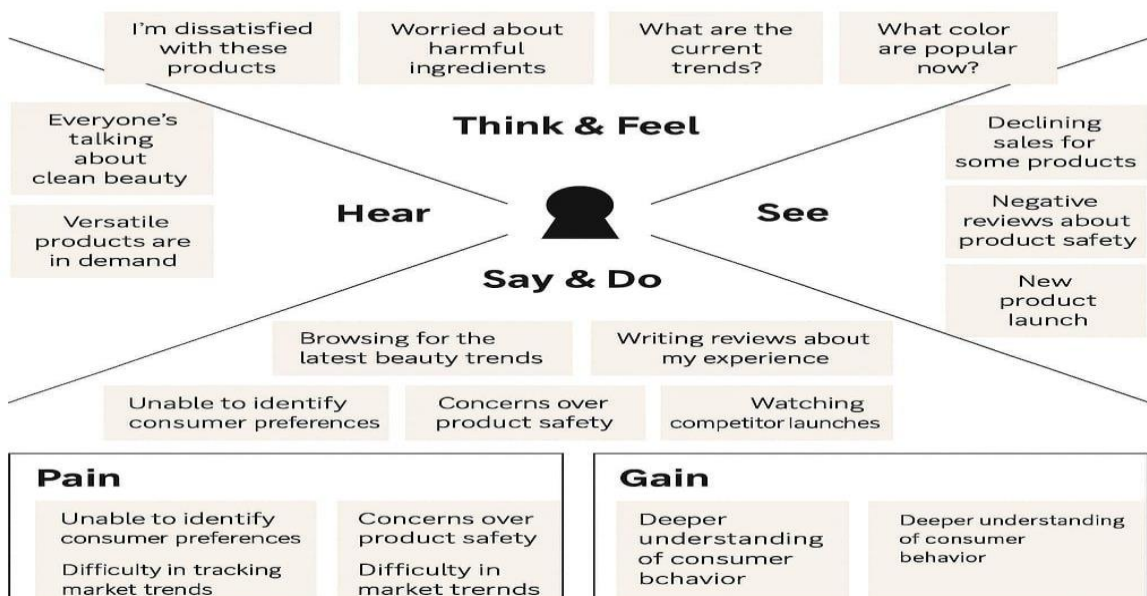 I'm dissatisfied
with these
products
Worried about
harmful
ingredients
What are the
current
trends?
What color
are popular
now?
Think & Feel
Everyone's
talking
about
clean beauty
Versatile
products are
in demand
Hear
See
Declining
sales for
some products
Negative
reviews about
product safety
New
product
launch
Say & Do
Browsing for the
latest beauty trends
Writing reviews about
my experience
Unable to identify
consumer preferences
Concerns over
product safety
Watching
competitor launches
Pain
Unable to identify
consumer preferences
Difficulty in tracking
market trends
Concerns over
product safety
Difficulty in
market trernds
Gain
Deeper
understanding
of consumer
bchavior
Deeper understanding
of consumer
bchavior